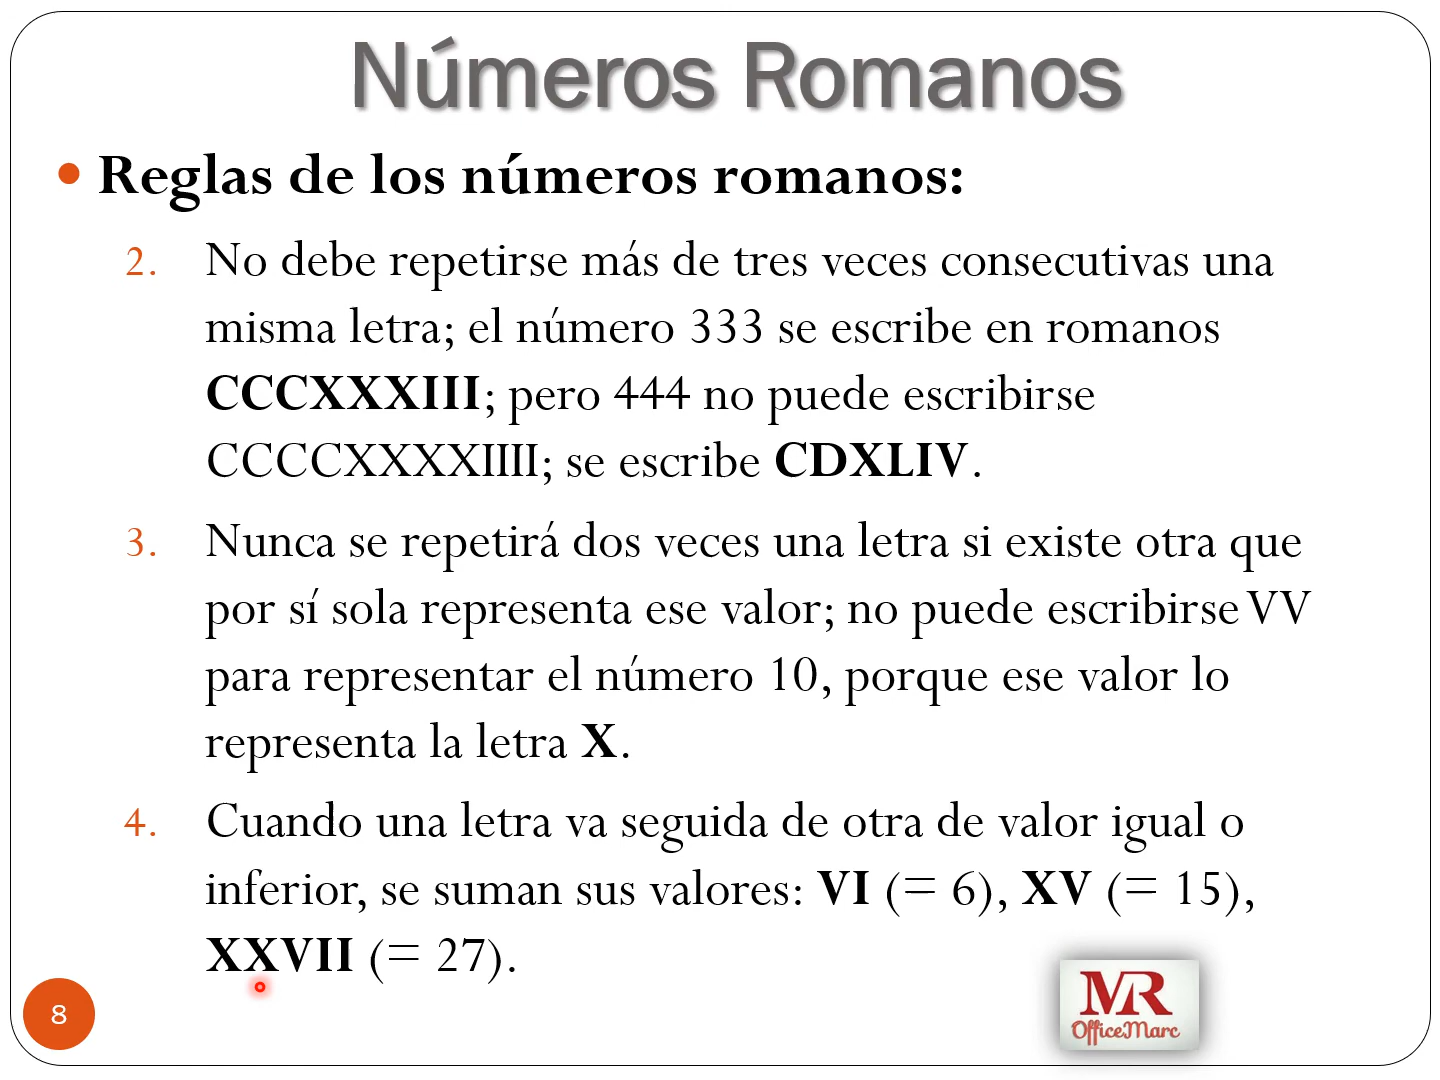 Números Romanos
• Reglas de los números romanos:
2. No debe repetirse más de tres veces consecutivas una
misma letra; el número 333 se escribe en romanos
CCCXXXIII; pero 444 no puede escribirse
CCCCXXXXIIII; se escribe CDXLIV.
3. Nunca se repetirá dos veces una letra si existe otra que
por sí sola representa ese valor; no puede escribirse VV
para representar el número 10, porque ese valor lo
representa la letra X.
4. Cuando una letra va seguida de otra de valor igual o
inferior, se suman sus valores: VI (= 6), XV (= 15),
XXVII (= 27).
8
MR
OfficeMarc